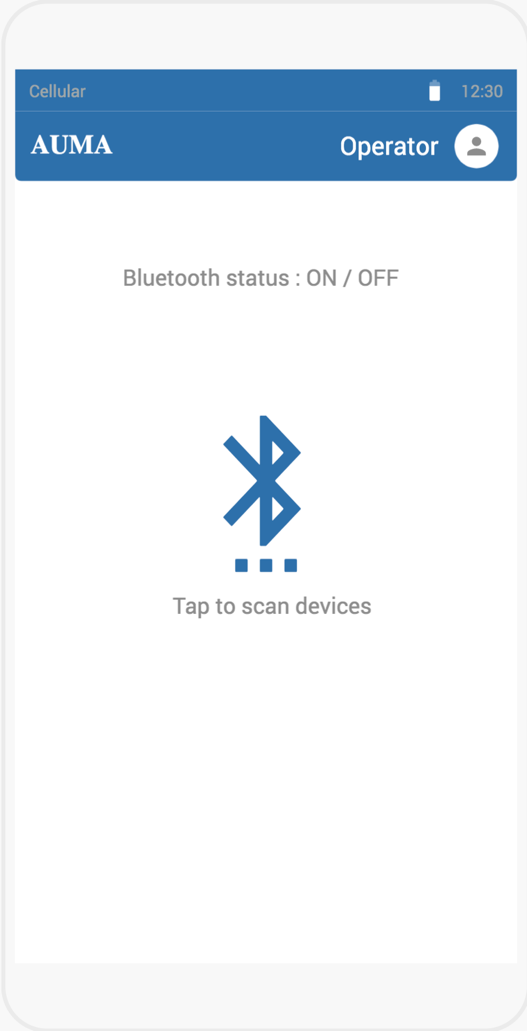 Cellular 12:30
AUMA Operator
Bluetooth status : ON / OFF
Tap to scan devices